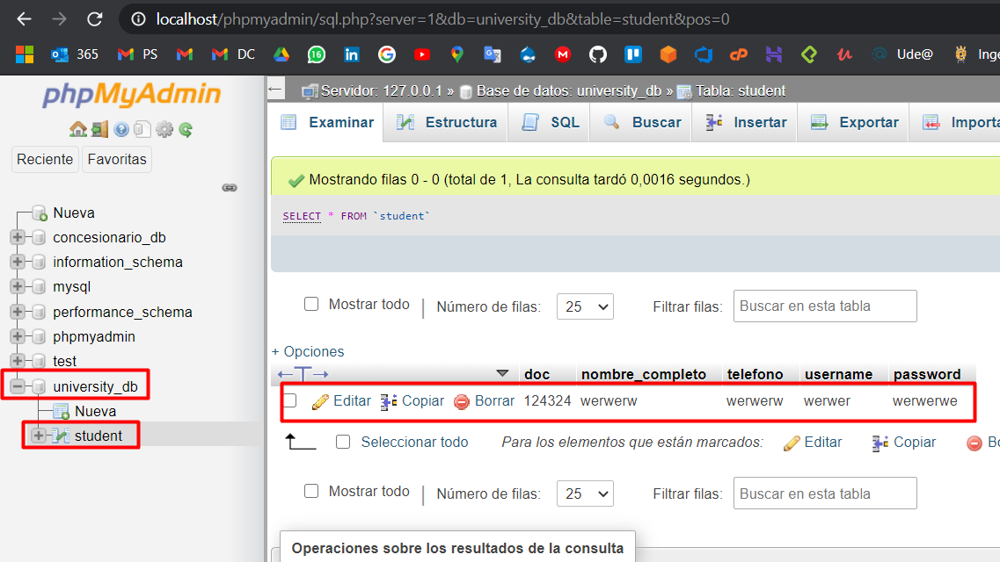 localhost/phpmyadmin/sql.php?server=1&db=university_db&table=student&pos=0
365 PS 16 DC Ude@ Inge
phpMyAdmin
Reciente Favoritas
Nueva
concesionario_db
information_schema
mysql
performance_schema
phpmyadmin
test
university_db
Nueva
student
Servidor: 127.0.0.1 » Base de datos: university_db » Tabla: student
Examinar Estructura SQL Buscar Insertar Exportar Importa
Mostrando filas 0 - 0 (total de 1, La consulta tardó 0,0016 segundos.)
SELECT * FROM `student`
Mostrar todo Número de filas: 25 Filtrar filas: Buscar en esta tabla
+ Opciones
←T→ doc nombre_completo telefono username password
Editar Copiar Borrar 124324 werwerw werwerw werwer werwerwe
Seleccionar todo Para los elementos que están marcados: Editar Copiar Bo
Mostrar todo Número de filas: 25 Filtrar filas: Buscar en esta tabla
Operaciones sobre los resultados de la consulta